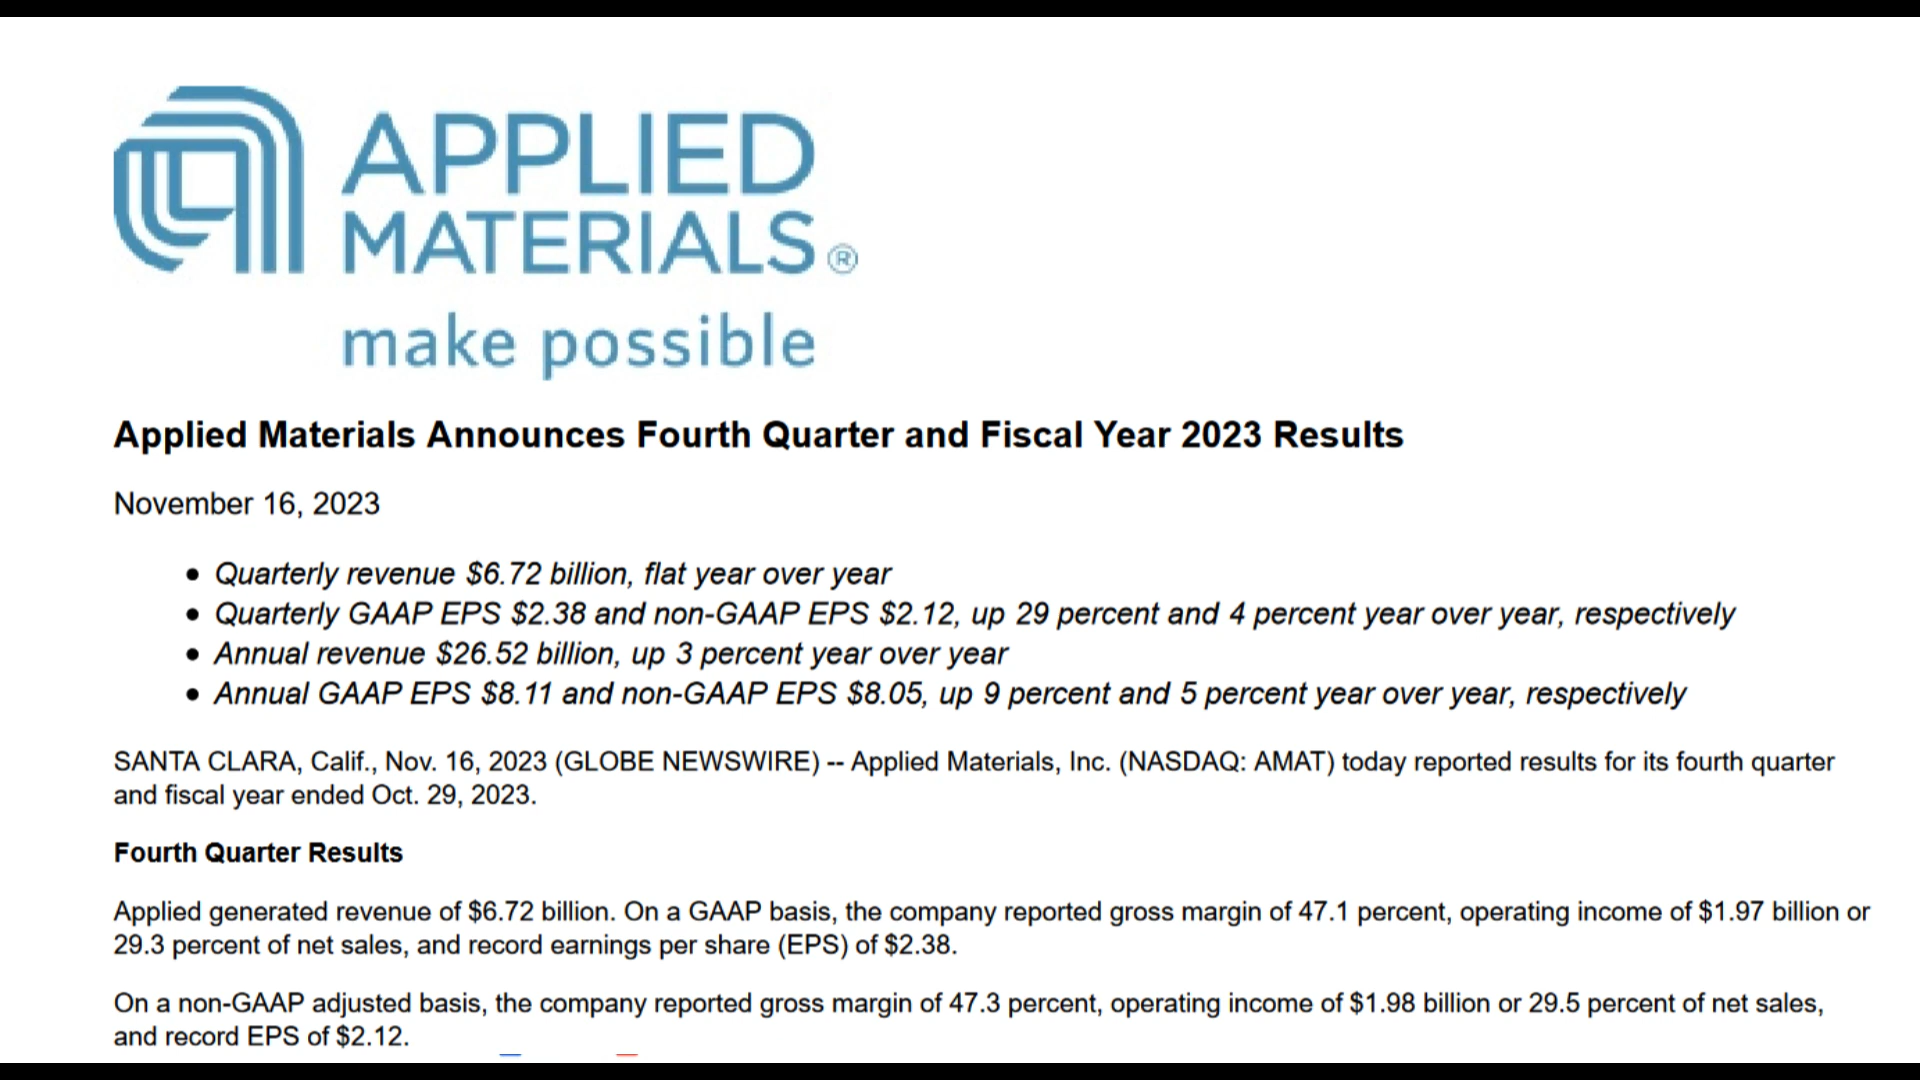 APPLIED
MATERIALS®
make possible
Applied Materials Announces Fourth Quarter and Fiscal Year 2023 Results
November 16, 2023
• Quarterly revenue $6.72 billion, flat year over year
• Quarterly GAAP EPS $2.38 and non-GAAP EPS $2.12, up 29 percent and 4 percent year over year, respectively
• Annual revenue $26.52 billion, up 3 percent year over year
• Annual GAAP EPS $8.11 and non-GAAP EPS $8.05, up 9 percent and 5 percent year over year, respectively
SANTA CLARA, Calif., Nov. 16, 2023 (GLOBE NEWSWIRE) -- Applied Materials, Inc. (NASDAQ: AMAT) today reported results for its fourth quarter
and fiscal year ended Oct. 29, 2023.
Fourth Quarter Results
Applied generated revenue of $6.72 billion. On a GAAP basis, the company reported gross margin of 47.1 percent, operating income of $1.97 billion or
29.3 percent of net sales, and record earnings per share (EPS) of $2.38.
On a non-GAAP adjusted basis, the company reported gross margin of 47.3 percent, operating income of $1.98 billion or 29.5 percent of net sales,
and record EPS of $2.12.